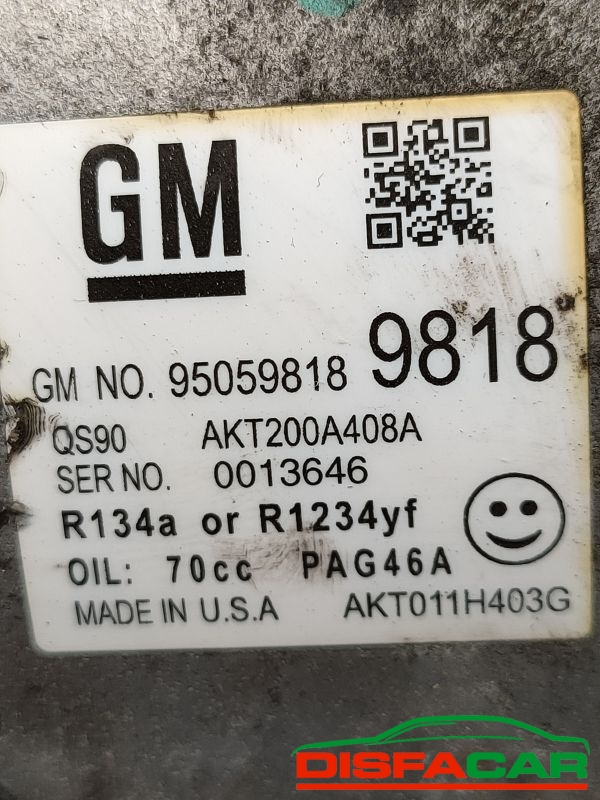 GM
GM NO. 95059818 9818
QS90 AKT200A408A
SER NO. 0013646
R134a or R1234yf
OIL: 70cc PAG46A
MADE IN U.S.A AKT011H403G
DISFACAR